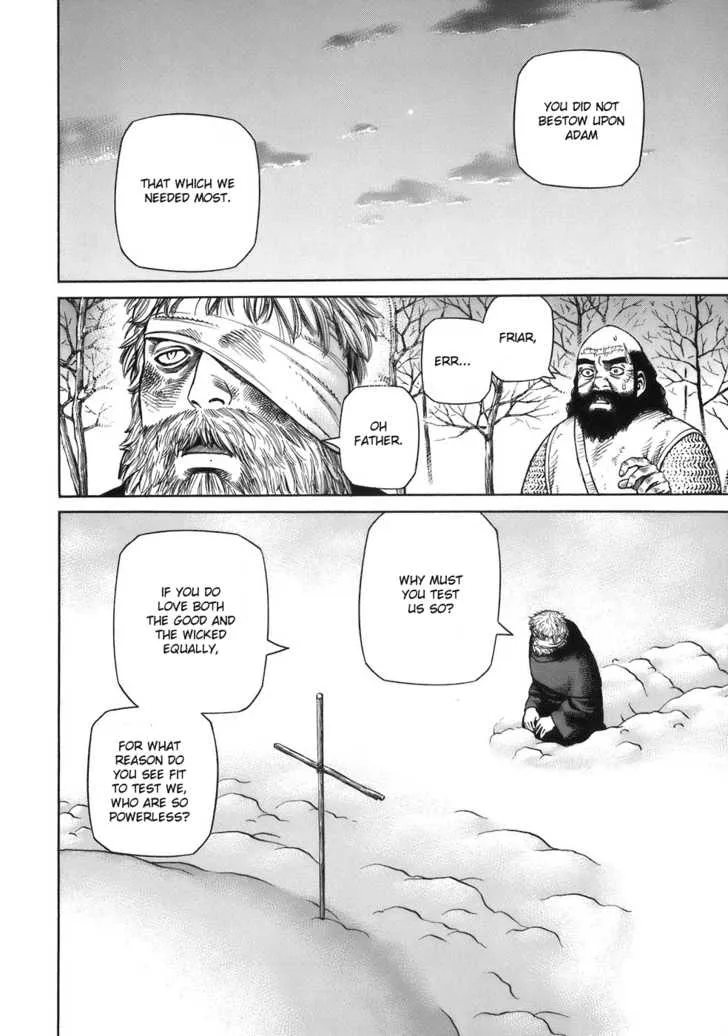 YOU DID NOT
BESTOW UPON
ADAM
THAT WHICH WE
NEEDED MOST.
FRIAR,
ERR...
OH
FATHER.
WHY MUST
YOU TEST
US SO?
IF YOU DO
LOVE BOTH
THE GOOD AND
THE WICKED
EQUALLY,
FOR WHAT
REASON DO
YOU SEE FIT
TO TEST WE,
WHO ARE SO
POWERLESS?